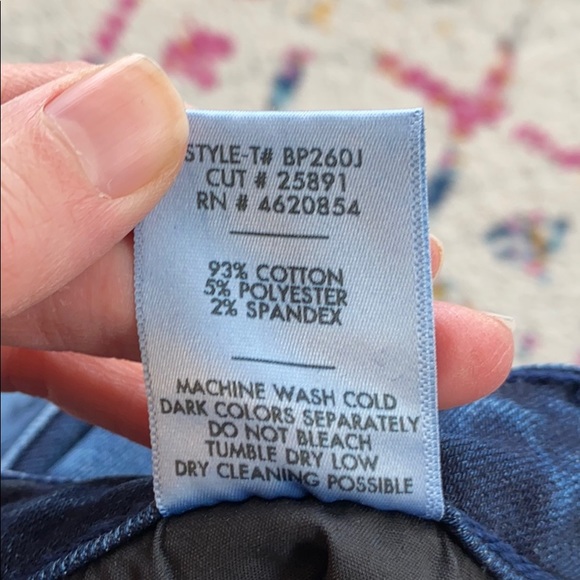 STYLE-T# BP260J
CUT # 25891
RN # 4620854
93% COTTON
5% POLYESTER
2% SPANDEX
MACHINE WASH COLD
DARK COLORS SEPARATELY
DO NOT BLEACH
TUMBLE DRY LOW
DRY CLEANING POSSIBLE